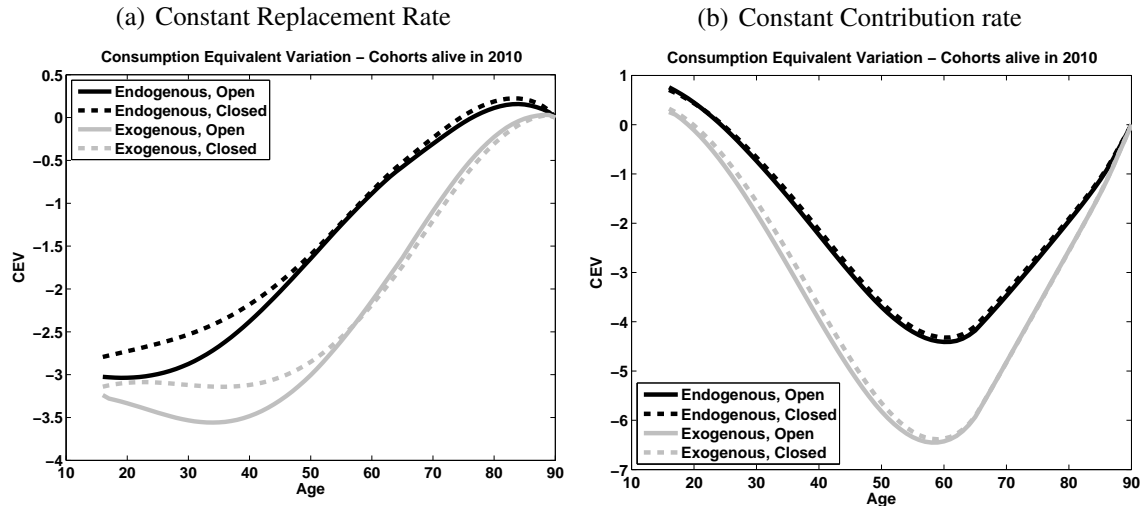 (a) Constant Replacement Rate
Consumption Equivalent Variation – Cohorts alive in 2010
0.5
0
−0.5
−1
−1.5
−2
−2.5
−3
−3.5
−4
CEV
Endogenous, Open
Endogenous, Closed
Exogenous, Open
Exogenous, Closed
10 20 30 40 50 60 70 80 90
Age
(b) Constant Contribution rate
Consumption Equivalent Variation – Cohorts alive in 2010
1
0
−1
−2
−3
−4
−5
−6
−7
CEV
Endogenous, Open
Endogenous, Closed
Exogenous, Open
Exogenous, Closed
10 20 30 40 50 60 70 80 90
Age